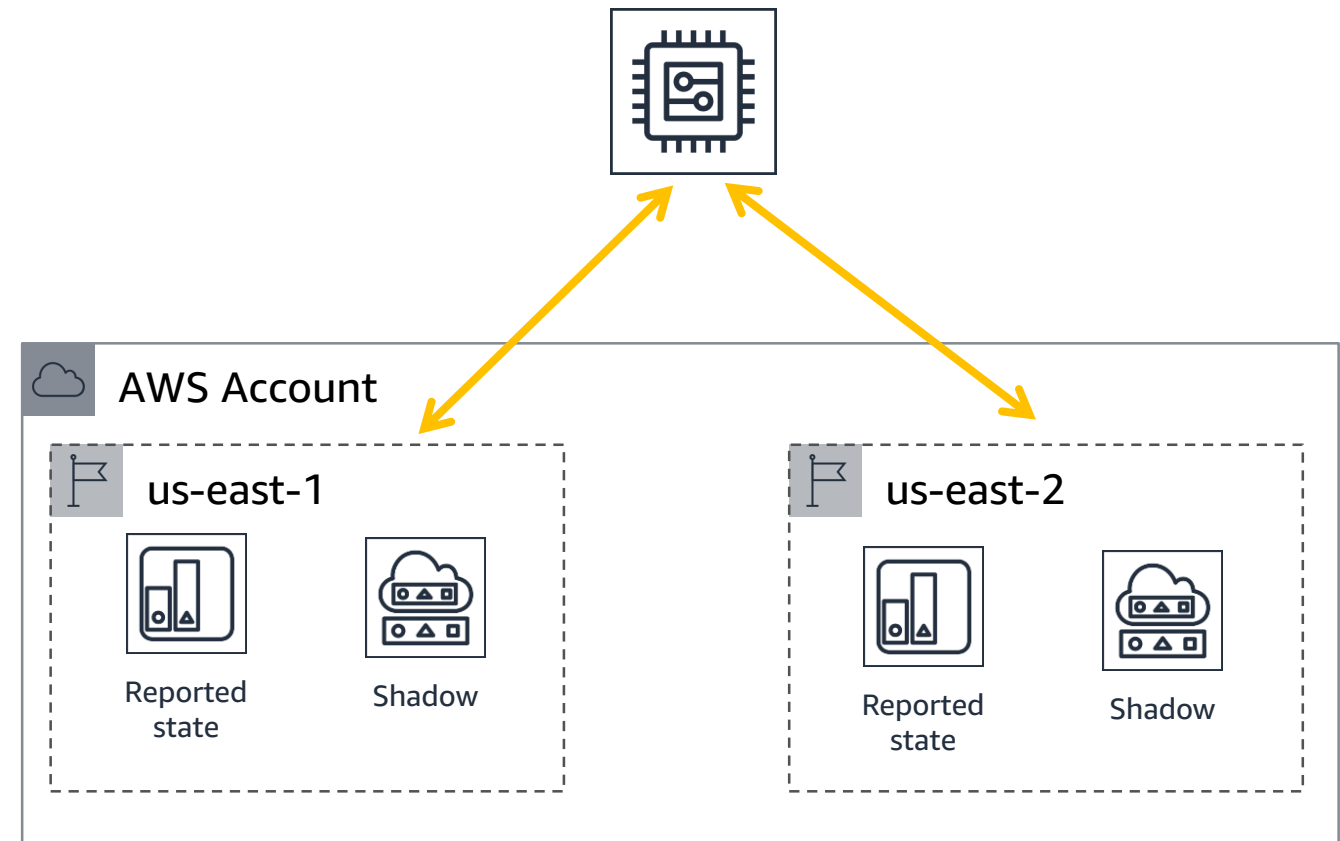 AWS Account
us-east-1
Reported
state
Shadow
us-east-2
Reported
state
Shadow